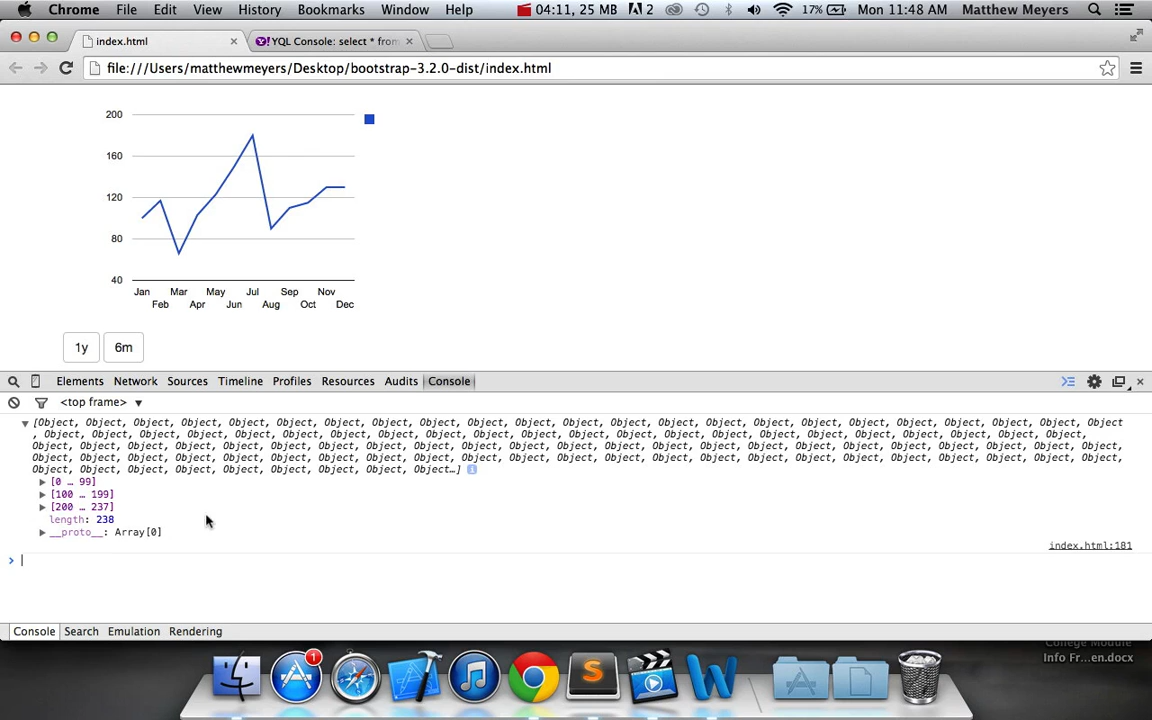 Chrome File Edit View History Bookmarks Window Help 04:11, 25 MB 2 17% Mon 11:48 AM Matthew Meyers
index.html YQL Console: select * from
file:///Users/matthewmeyers/Desktop/bootstrap-3.2.0-dist/index.html
200
160
120
80
40
Jan Mar May Jul Sep Nov
Feb Apr Jun Aug Oct Dec
1y 6m
Elements Network Sources Timeline Profiles Resources Audits Console
<top frame>
[Object, Object, Object, Object, Object, Object, Object, Object, Object, Object, Object, Object, Object, Object, Object, Object, Object, Object, Object, Object, Object, Object, Object
, Object, Object, Object, Object, Object, Object, Object, Object, Object, Object, Object, Object, Object, Object, Object, Object, Object, Object, Object, Object, Object, Object,
Object, Object, Object, Object, Object, Object, Object, Object, Object, Object, Object, Object, Object, Object, Object, Object, Object, Object, Object, Object, Object, Object, Object,
Object, Object, Object, Object, Object, Object, Object, Object, Object, Object, Object, Object, Object, Object, Object, Object, Object, Object, Object, Object, Object, Object, Object,
Object, Object, Object, Object, Object, Object, Object, Object, Object…]
[0 … 99]
[100 … 199]
[200 … 237]
length: 238
__proto__: Array[0]
index.html:181
>
Console Search Emulation Rendering
College Module
Info Fr...en.docx
1